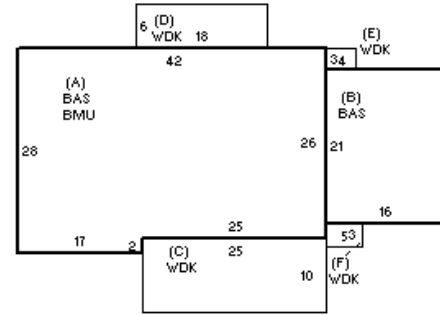 6 (D)
WDK 18
(E)
WDK
42
34
(A)
BAS
BMU
(B)
BAS
28
26
21
16
25
17
2
(C)
WDK
25
53
10
(F)
WDK